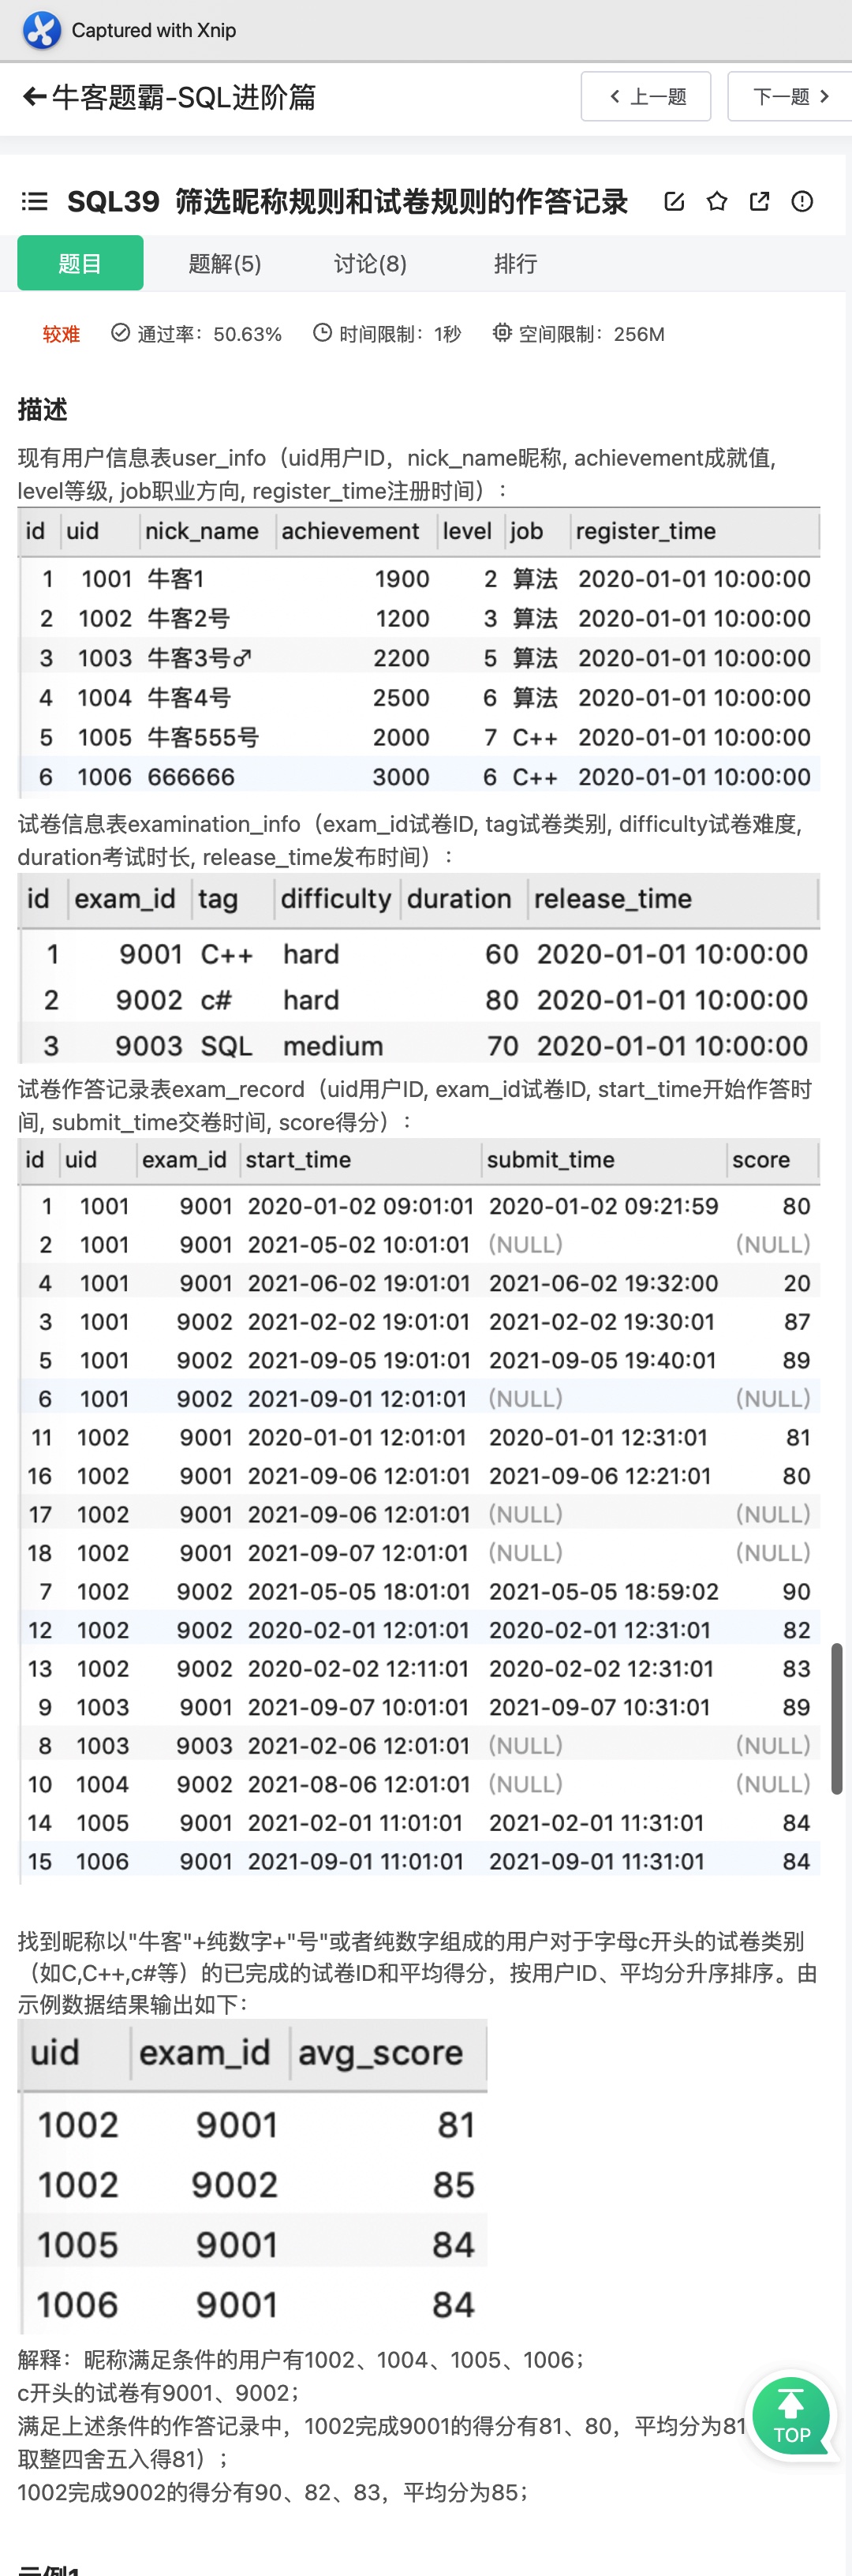 Captured with Xnip
牛客题霸-SQL进阶篇
上一题
下一题
SQL39 筛选昵称规则和试卷规则的作答记录
题目 题解(5) 讨论(8) 排行
较难 通过率：50.63% 时间限制：1秒 空间限制：256M
描述
现有用户信息表user_info（uid用户ID，nick_name昵称, achievement成就值,
level等级, job职业方向, register_time注册时间）:
id uid nick_name achievement level job register_time
1 1001 牛客1 1900 2 算法 2020-01-01 10:00:00
2 1002 牛客2号 1200 3 算法 2020-01-01 10:00:00
3 1003 牛客3号♂ 2200 5 算法 2020-01-01 10:00:00
4 1004 牛客4号 2500 6 算法 2020-01-01 10:00:00
5 1005 牛客555号 2000 7 C++ 2020-01-01 10:00:00
6 1006 666666 3000 6 C++ 2020-01-01 10:00:00
试卷信息表examination_info（exam_id试卷ID, tag试卷类别, difficulty试卷难度,
duration考试时长, release_time发布时间）:
id exam_id tag difficulty duration release_time
1 9001 C++ hard 60 2020-01-01 10:00:00
2 9002 c# hard 80 2020-01-01 10:00:00
3 9003 SQL medium 70 2020-01-01 10:00:00
试卷作答记录表exam_record（uid用户ID, exam_id试卷ID, start_time开始作答时
间, submit_time交卷时间, score得分）:
id uid exam_id start_time submit_time score
1 1001 9001 2020-01-02 09:01:01 2020-01-02 09:21:59 80
2 1001 9001 2021-05-02 10:01:01 (NULL) (NULL)
4 1001 9001 2021-06-02 19:01:01 2021-06-02 19:32:00 20
3 1001 9002 2021-02-02 19:01:01 2021-02-02 19:30:01 87
5 1001 9002 2021-09-05 19:01:01 2021-09-05 19:40:01 89
6 1001 9002 2021-09-01 12:01:01 (NULL) (NULL)
11 1002 9001 2020-01-01 12:01:01 2020-01-01 12:31:01 81
16 1002 9001 2021-09-06 12:01:01 2021-09-06 12:21:01 80
17 1002 9001 2021-09-06 12:01:01 (NULL) (NULL)
18 1002 9001 2021-09-07 12:01:01 (NULL) (NULL)
7 1002 9002 2021-05-05 18:01:01 2021-05-05 18:59:02 90
12 1002 9002 2020-02-01 12:01:01 2020-02-01 12:31:01 82
13 1002 9002 2020-02-02 12:11:01 2020-02-02 12:31:01 83
9 1003 9001 2021-09-07 10:01:01 2021-09-07 10:31:01 89
8 1003 9003 2021-02-06 12:01:01 (NULL) (NULL)
10 1004 9002 2021-08-06 12:01:01 (NULL) (NULL)
14 1005 9001 2021-02-01 11:01:01 2021-02-01 11:31:01 84
15 1006 9001 2021-09-01 11:01:01 2021-09-01 11:31:01 84
找到昵称以"牛客"+纯数字+"号"或者纯数字组成的用户对于字母c开头的试卷类别
（如C,C++,c#等）的已完成的试卷ID和平均得分，按用户ID、平均分升序排序。由
示例数据结果输出如下：
uid exam_id avg_score
1002 9001 81
1002 9002 85
1005 9001 84
1006 9001 84
解释：昵称满足条件的用户有1002、1004、1005、1006；
c开头的试卷有9001、9002；
满足上述条件的作答记录中，1002完成9001的得分有81、80，平均分为81
取整四舍五入得81）;
1002完成9002的得分有90、82、83，平均分为85；
TOP
示例1